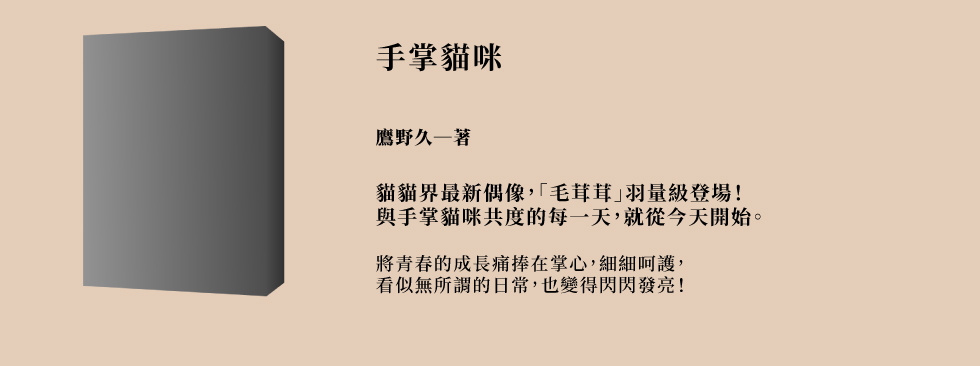 手掌貓咪
鷹野久—著
貓貓界最新偶像，「毛茸茸」羽量級登場！
與手掌貓咪共度的每一天，就從今天開始。
將青春的成長痛捧在掌心，細細呵護，
看似無所謂的日常，也變得閃閃發亮！